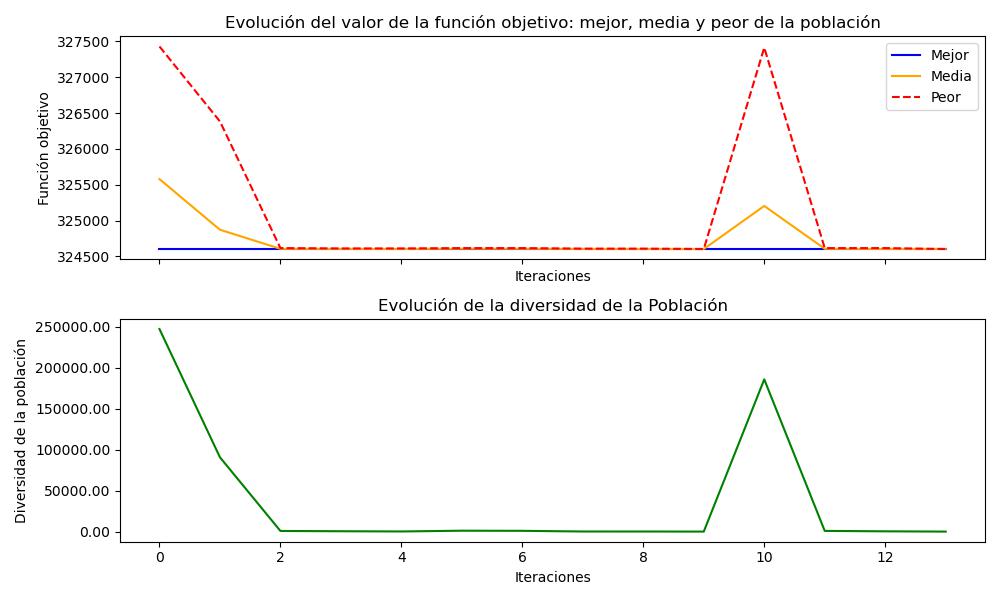 Evolución del valor de la función objetivo: mejor, media y peor de la población
327500
327000
326500
326000
325500
325000
324500
Función objetivo
Mejor
Media
Peor
Iteraciones
Evolución de la diversidad de la Población
250000.00
200000.00
150000.00
100000.00
50000.00
0.00
Diversidad de la población
0 2 4 6 8 10 12
Iteraciones